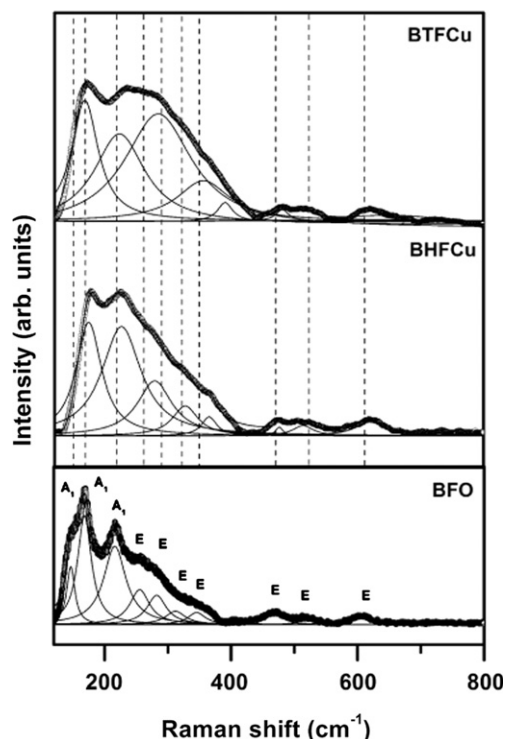 BTFCu
BHFCu
BFO
A₁
A₁
A₁
E
E
E
E
E
E
E
Intensity (arb. units)
200
400
600
800
Raman shift (cm⁻¹)